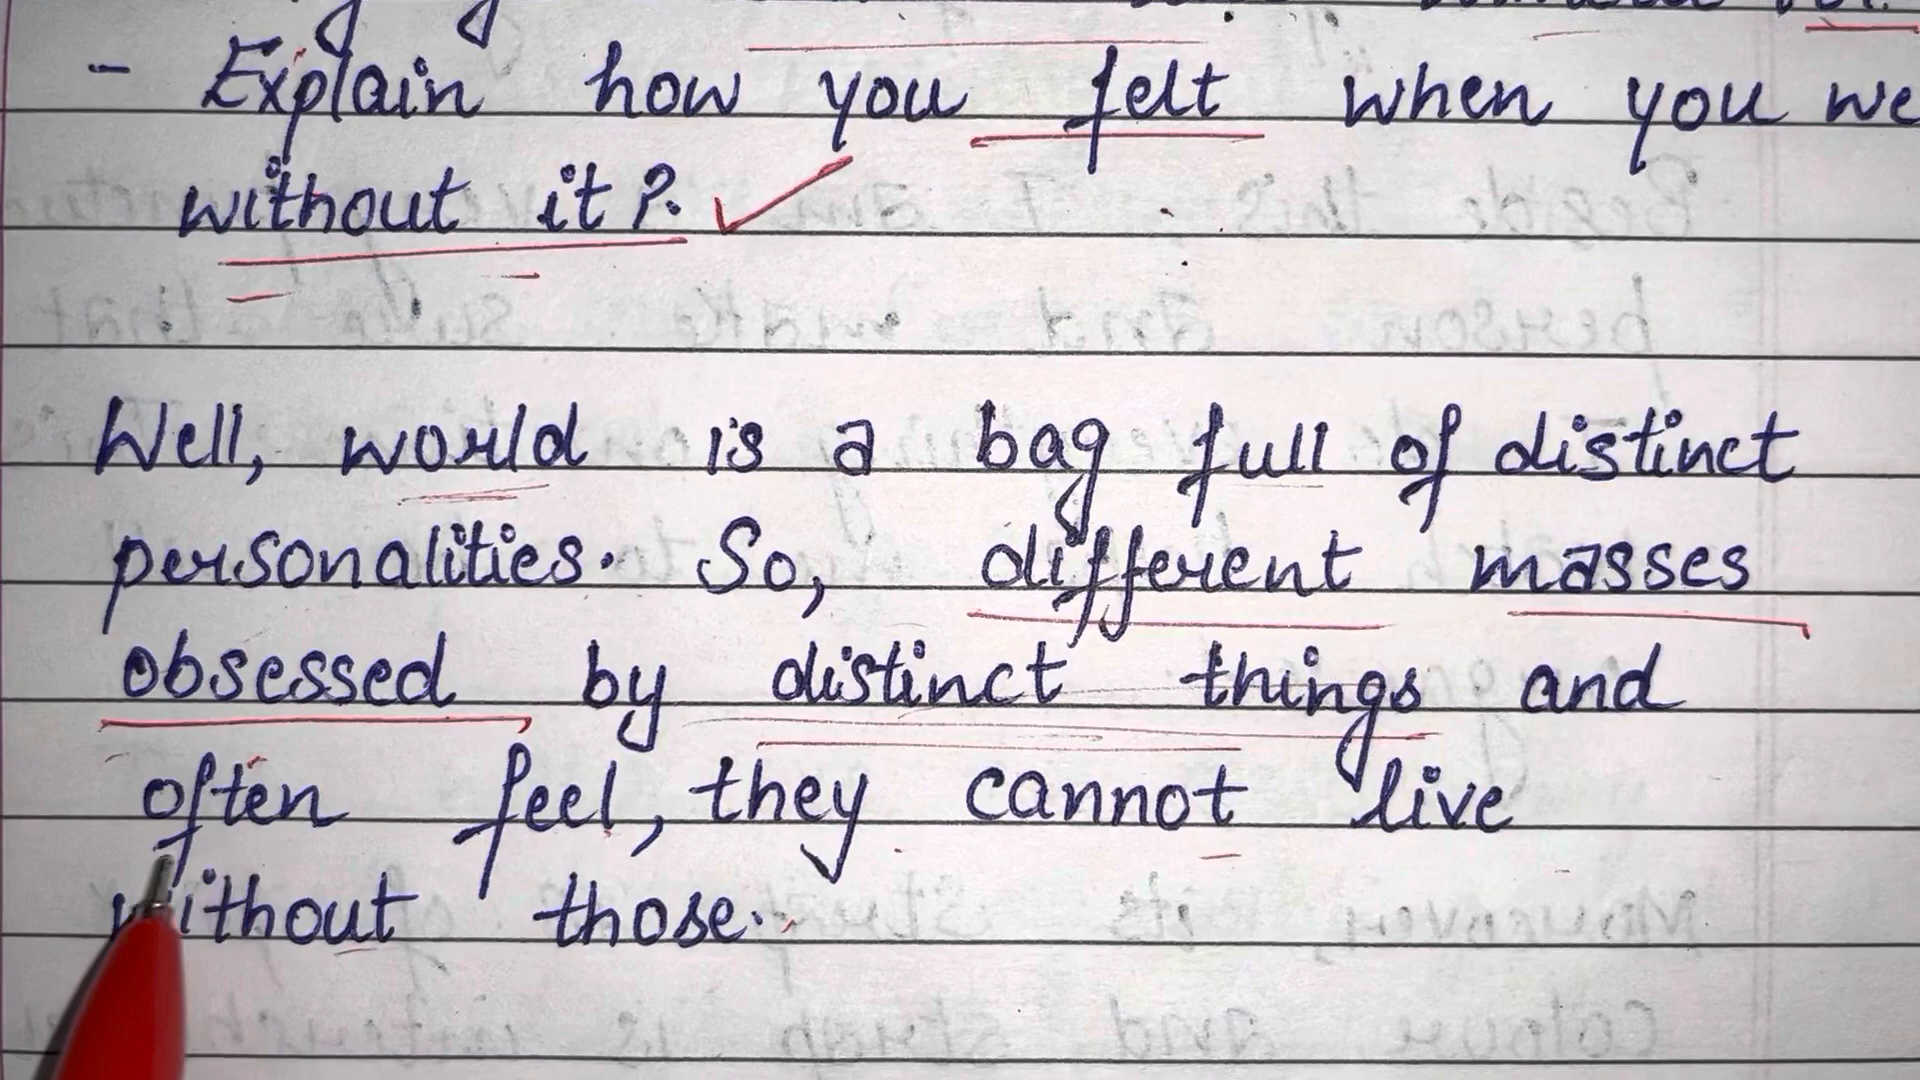 - Explain how you felt when you we
without it?.
Well, world is a bag full of distinct
personalities. So, different masses
obsessed by distinct things and
often feel, they cannot live
without those.